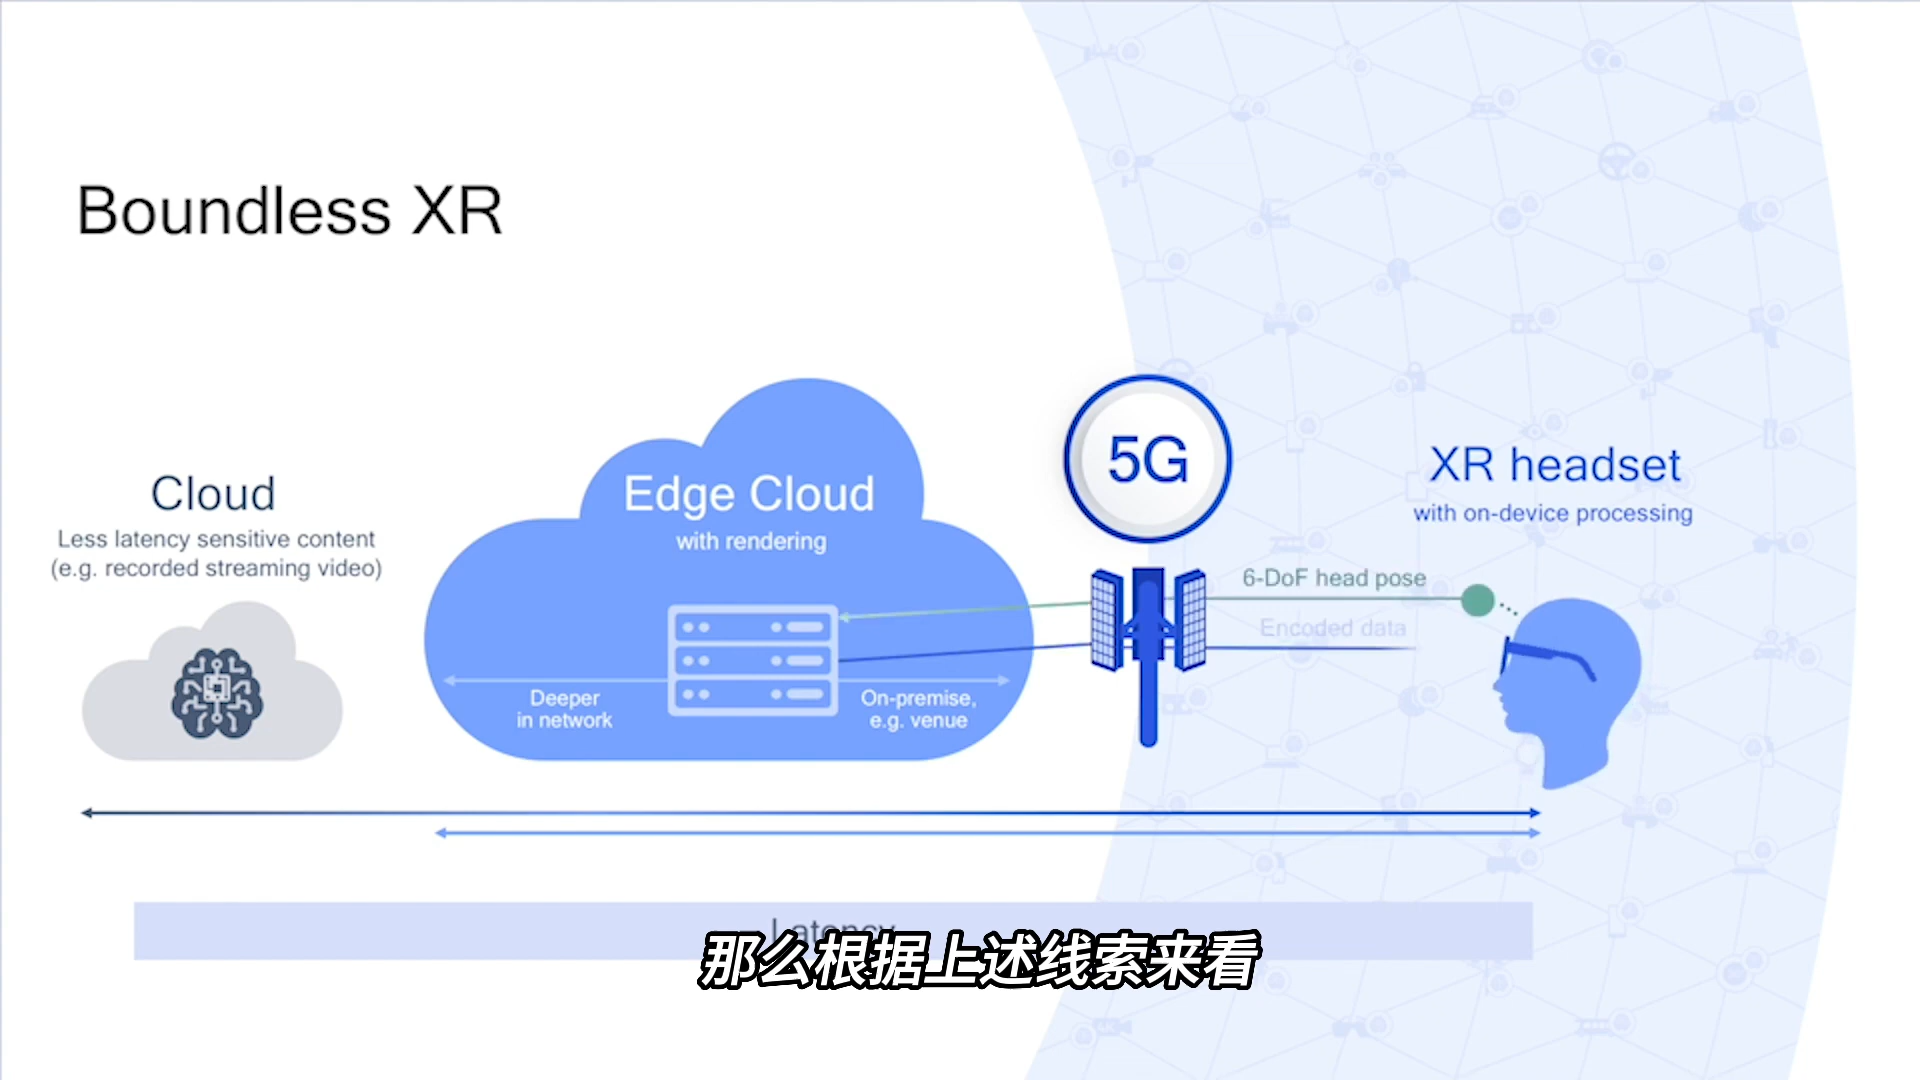 Boundless XR
Cloud
Less latency sensitive content
(e.g. recorded streaming video)
Edge Cloud
with rendering
Deeper
in network
On-premise,
e.g. venue
5G
XR headset
with on-device processing
6-DoF head pose
Encoded data
Latency
那么根据上述线索来看